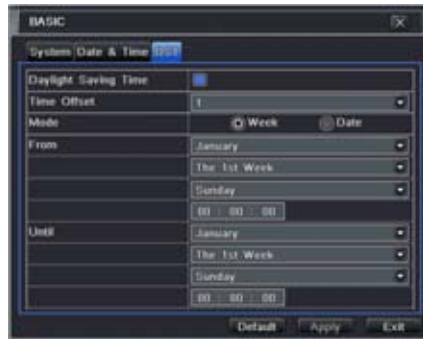 BASIC
System Date & Time DST
Daylight Saving Time
Time Offset 1
Mode Week Date
From January
The 1st Week
Sunday
00 : 00 : 00
Until January
The 1st Week
Sunday
00 : 00 : 00
Default Apply Exit